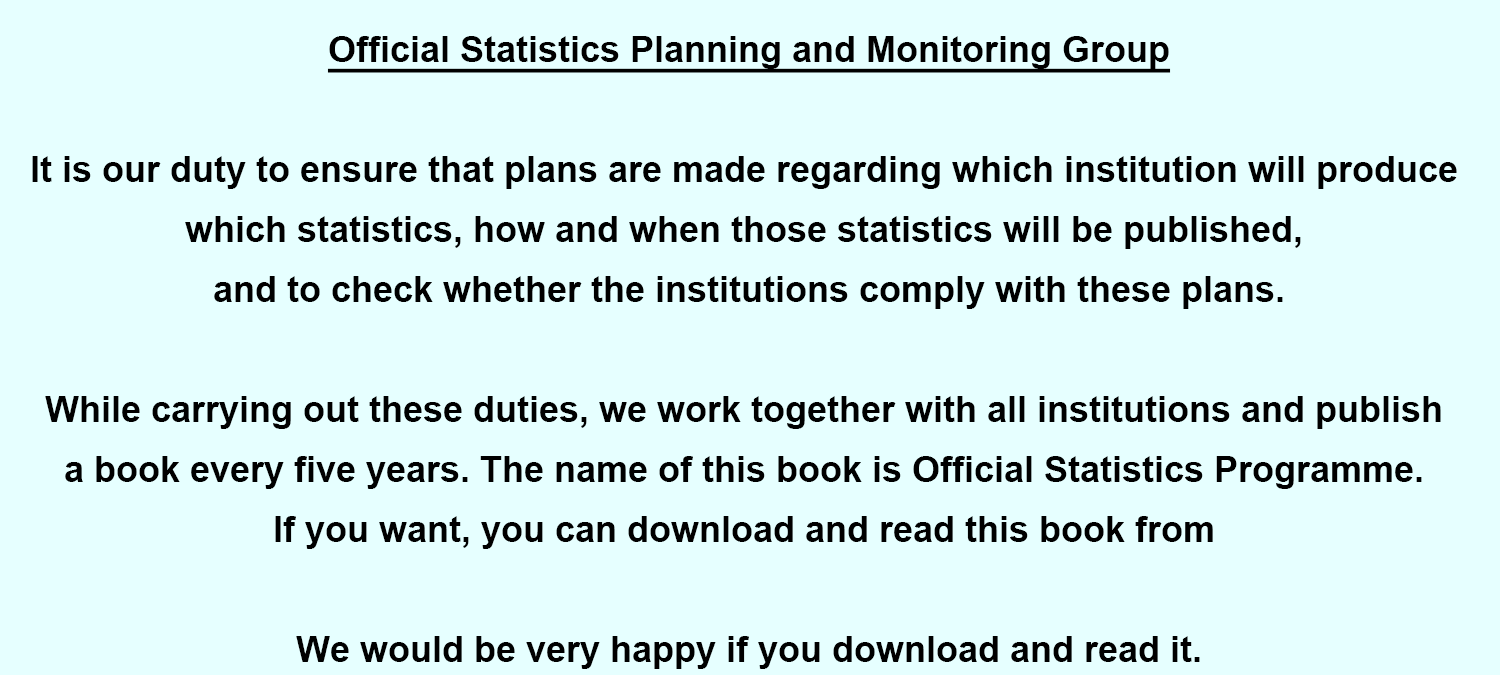 Official Statistics Planning and Monitoring Group
It is our duty to ensure that plans are made regarding which institution will produce
which statistics, how and when those statistics will be published,
and to check whether the institutions comply with these plans.
While carrying out these duties, we work together with all institutions and publish
a book every five years. The name of this book is Official Statistics Programme.
If you want, you can download and read this book from
We would be very happy if you download and read it.